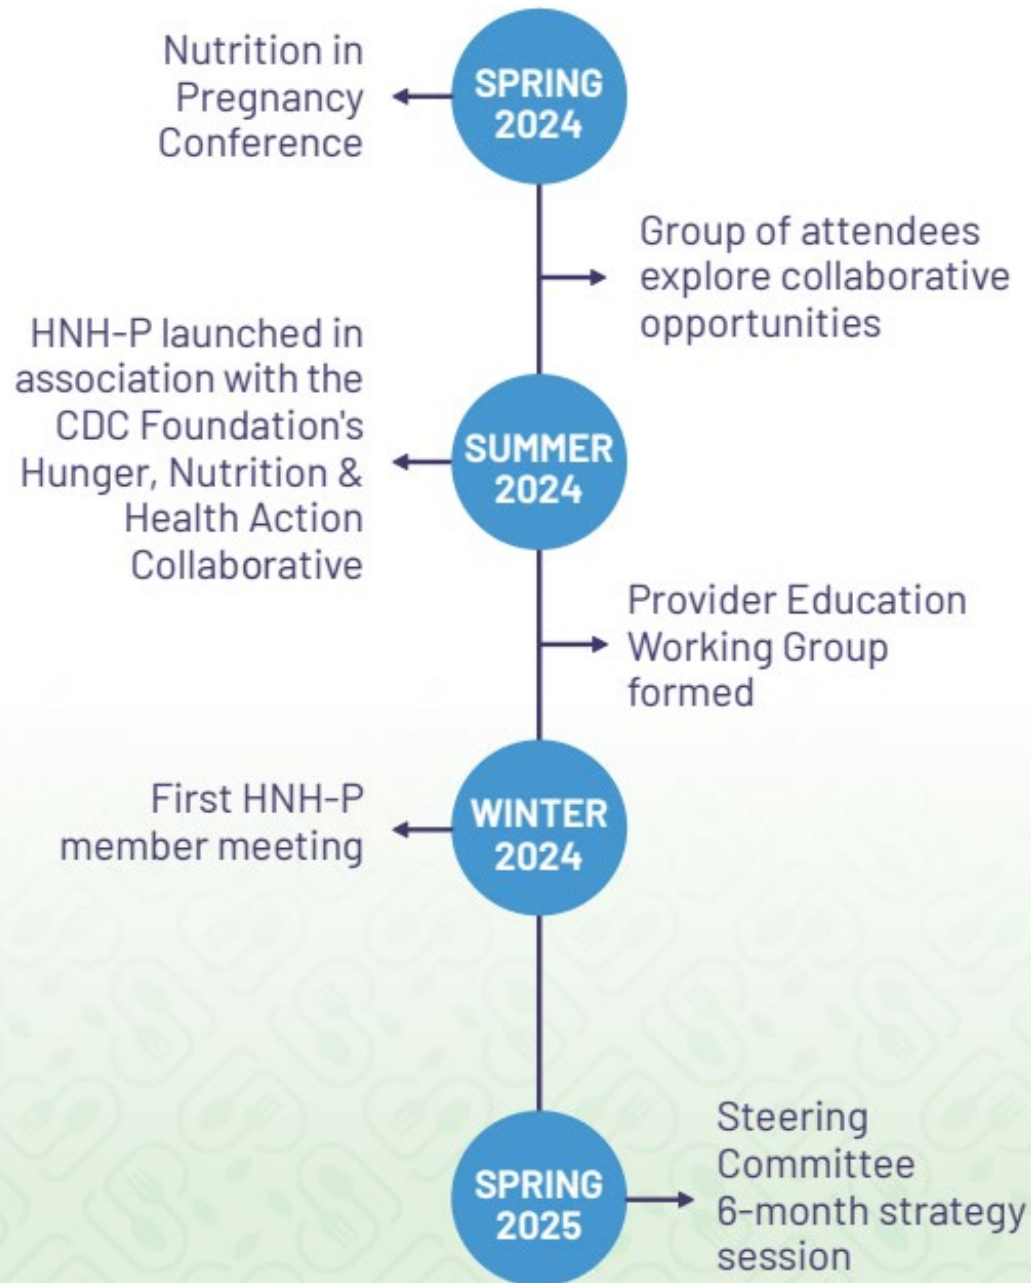 Nutrition in
Pregnancy
Conference
SPRING
2024
Group of attendees
explore collaborative
opportunities
HNH-P launched in
association with the
CDC Foundation's
Hunger, Nutrition &
Health Action
Collaborative
SUMMER
2024
Provider Education
Working Group
formed
First HNH-P
member meeting
WINTER
2024
SPRING
2025
Steering
Committee
6-month strategy
session